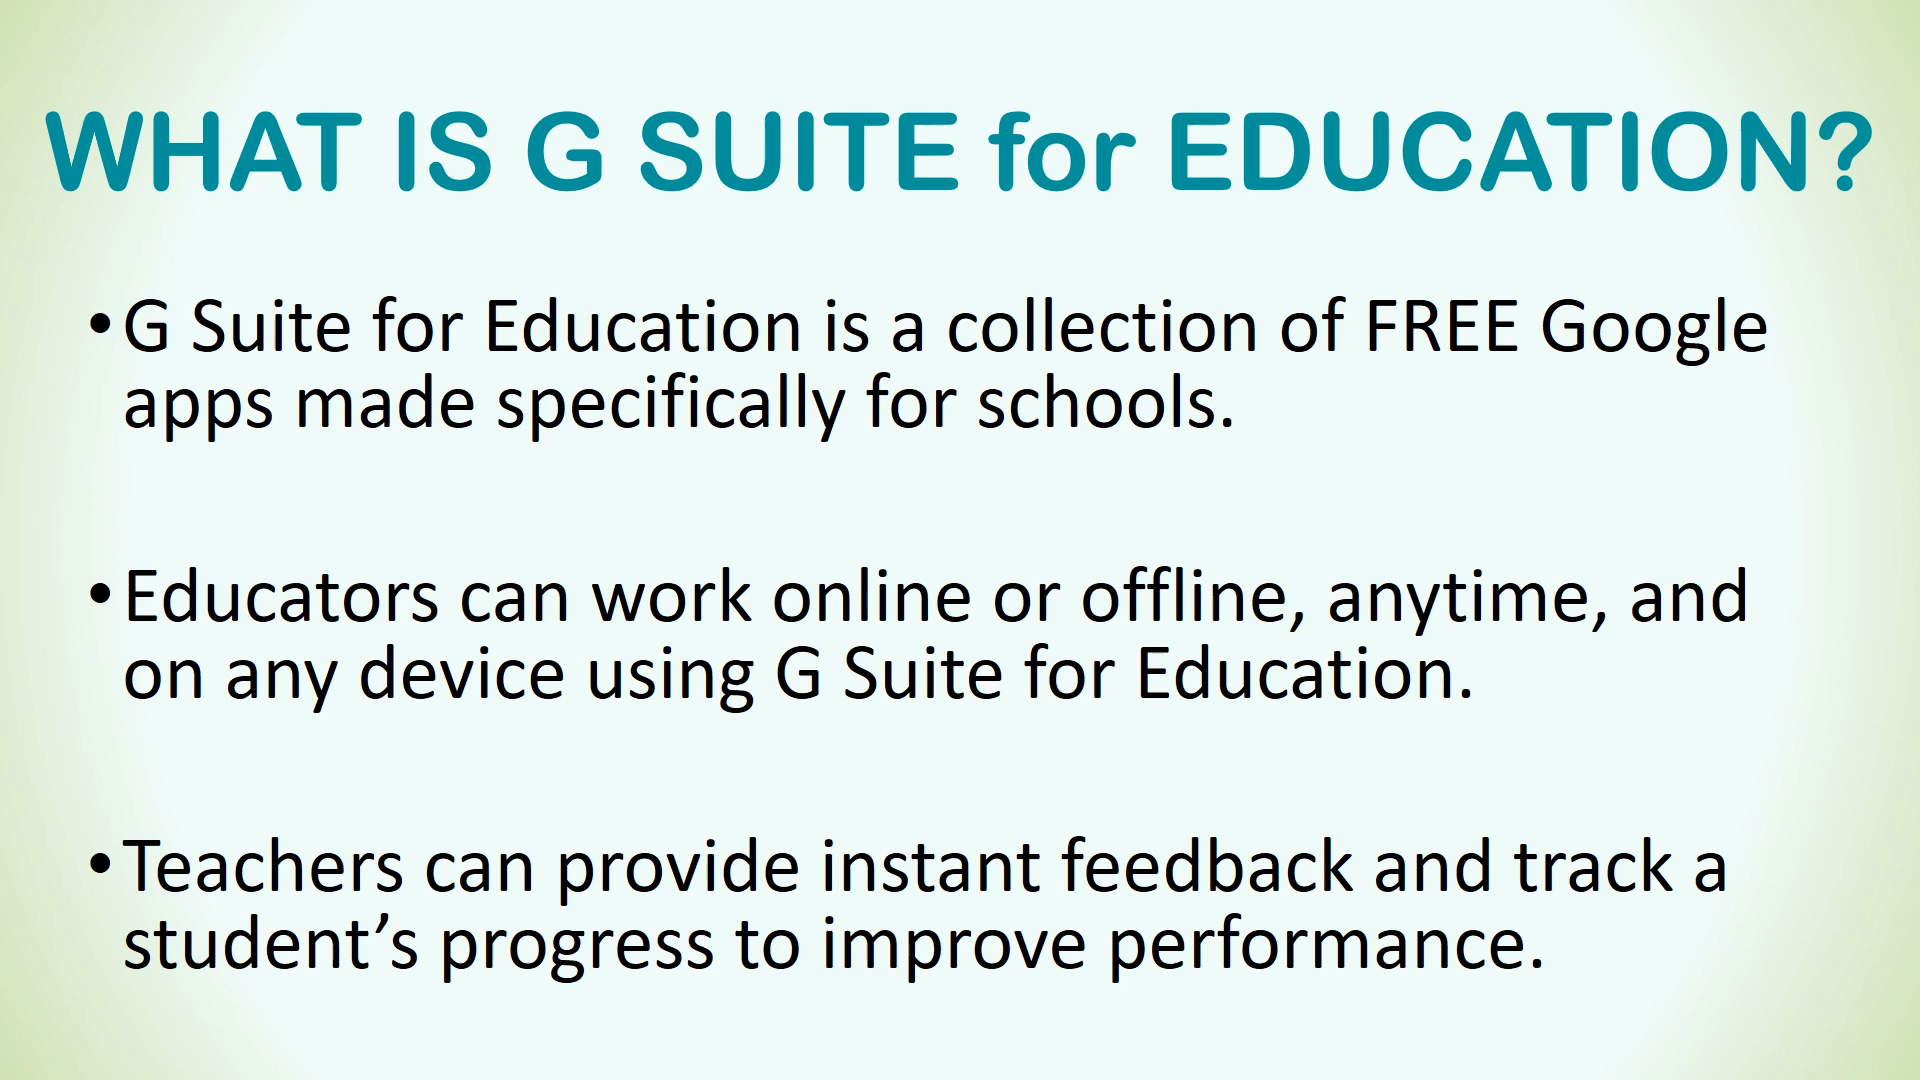 WHAT IS G SUITE for EDUCATION?
•G Suite for Education is a collection of FREE Google
apps made specifically for schools.
•Educators can work online or offline, anytime, and
on any device using G Suite for Education.
•Teachers can provide instant feedback and track a
student’s progress to improve performance.